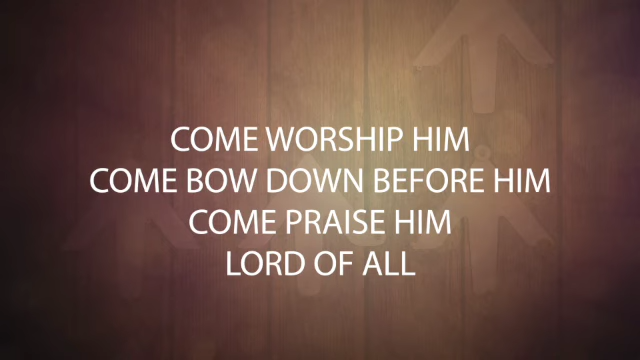 COME WORSHIP HIM
COME BOW DOWN BEFORE HIM
COME PRAISE HIM
LORD OF ALL